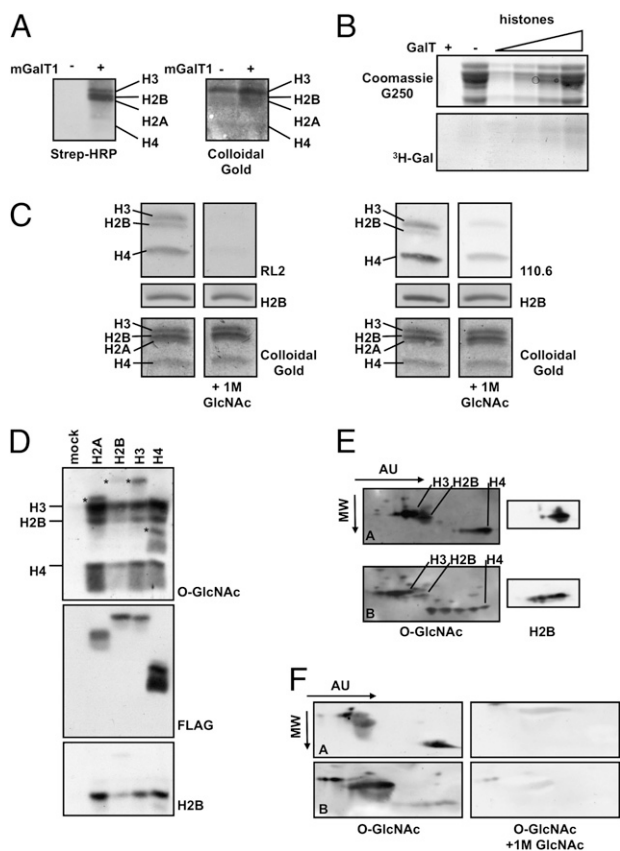 A
mGalT1 - +
H3
H2B
H2A
H4
Strep-HRP
mGalT1 - +
H3
H2B
H2A
H4
Colloidal
Gold
B
histones
GalT + -
Coomassie
G250
³H-Gal
C
H3
H2B
H4
RL2
H2B
H3
H2B
H2A
H4
Colloidal
Gold
+ 1M
GlcNAc
H3
H2B
H4
110.6
H2B
H3
H2B
H2A
H4
Colloidal
Gold
+ 1M
GlcNAc
D
mock H2A H2B H3 H4
* * * *
H3
H2B
H4
O-GlcNAc
FLAG
H2B
E
AU
MW
H3 H2B H4
A
H3 H2B H4
B
O-GlcNAc
H2B
F
AU
MW
A
B
O-GlcNAc
O-GlcNAc
+1M GlcNAc